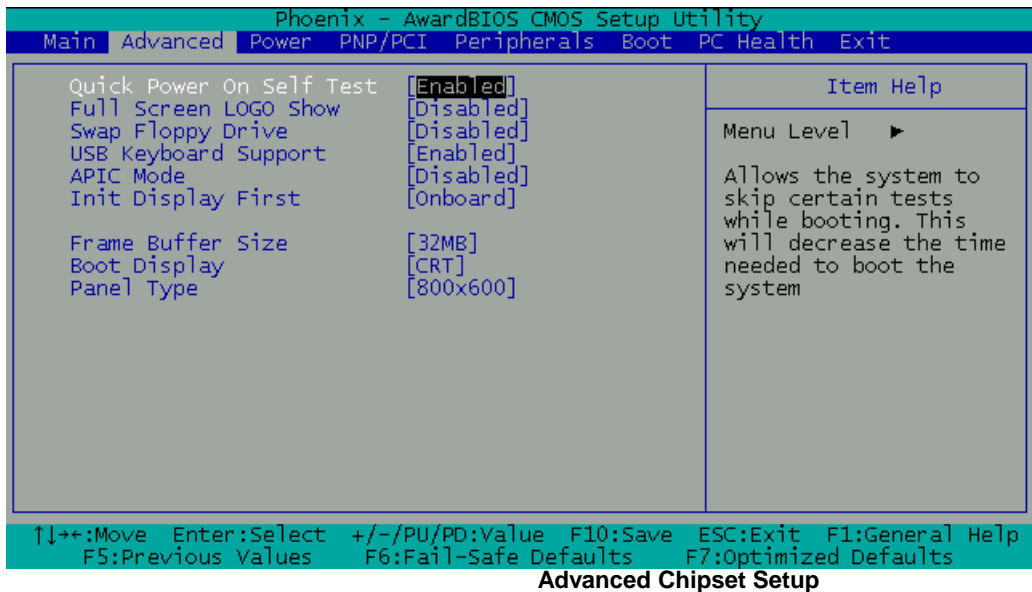 Phoenix - AwardBIOS CMOS Setup Utility
Main Advanced Power PNP/PCI Peripherals Boot PC Health Exit
Quick Power On Self Test [Enabled]
Full Screen LOGO Show [Disabled]
Swap Floppy Drive [Disabled]
USB Keyboard Support [Enabled]
APIC Mode [Disabled]
Init Display First [Onboard]
Frame Buffer Size [32MB]
Boot Display [CRT]
Panel Type [800x600]
Item Help
Menu Level ►
Allows the system to
skip certain tests
while booting. This
will decrease the time
needed to boot the
system
↑↓→←:Move Enter:Select +/-/PU/PD:Value F10:Save ESC:Exit F1:General Help
F5:Previous Values F6:Fail-Safe Defaults F7:Optimized Defaults
Advanced Chipset Setup